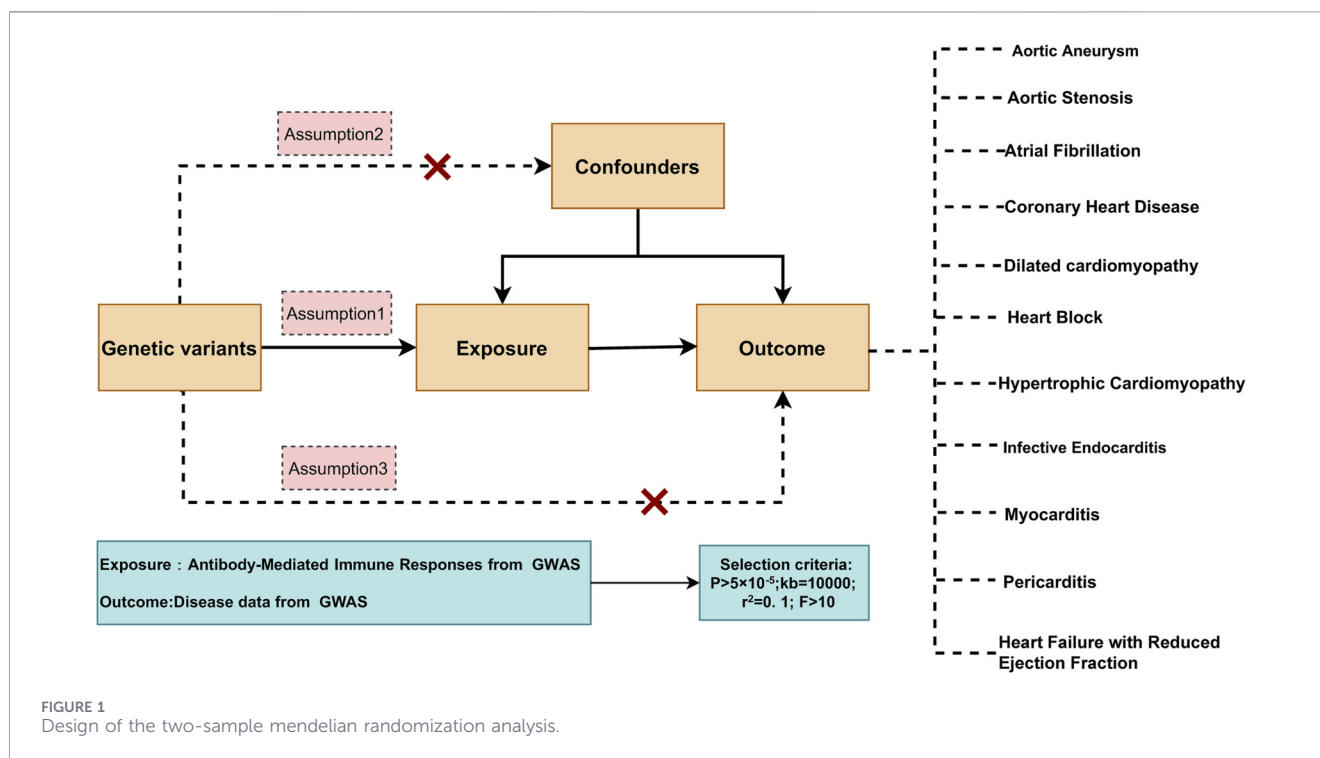 Assumption2
Confounders
Assumption1
Genetic variants
Exposure
Outcome
Assumption3
Exposure : Antibody-Mediated Immune Responses from GWAS
Outcome:Disease data from GWAS
Selection criteria:
P>5×10⁻⁵;kb=10000;
r²=0. 1; F>10
Aortic Aneurysm
Aortic Stenosis
Atrial Fibrillation
Coronary Heart Disease
Dilated cardiomyopathy
Heart Block
Hypertrophic Cardiomyopathy
Infective Endocarditis
Myocarditis
Pericarditis
Heart Failure with Reduced
Ejection Fraction
FIGURE 1
Design of the two-sample mendelian randomization analysis.